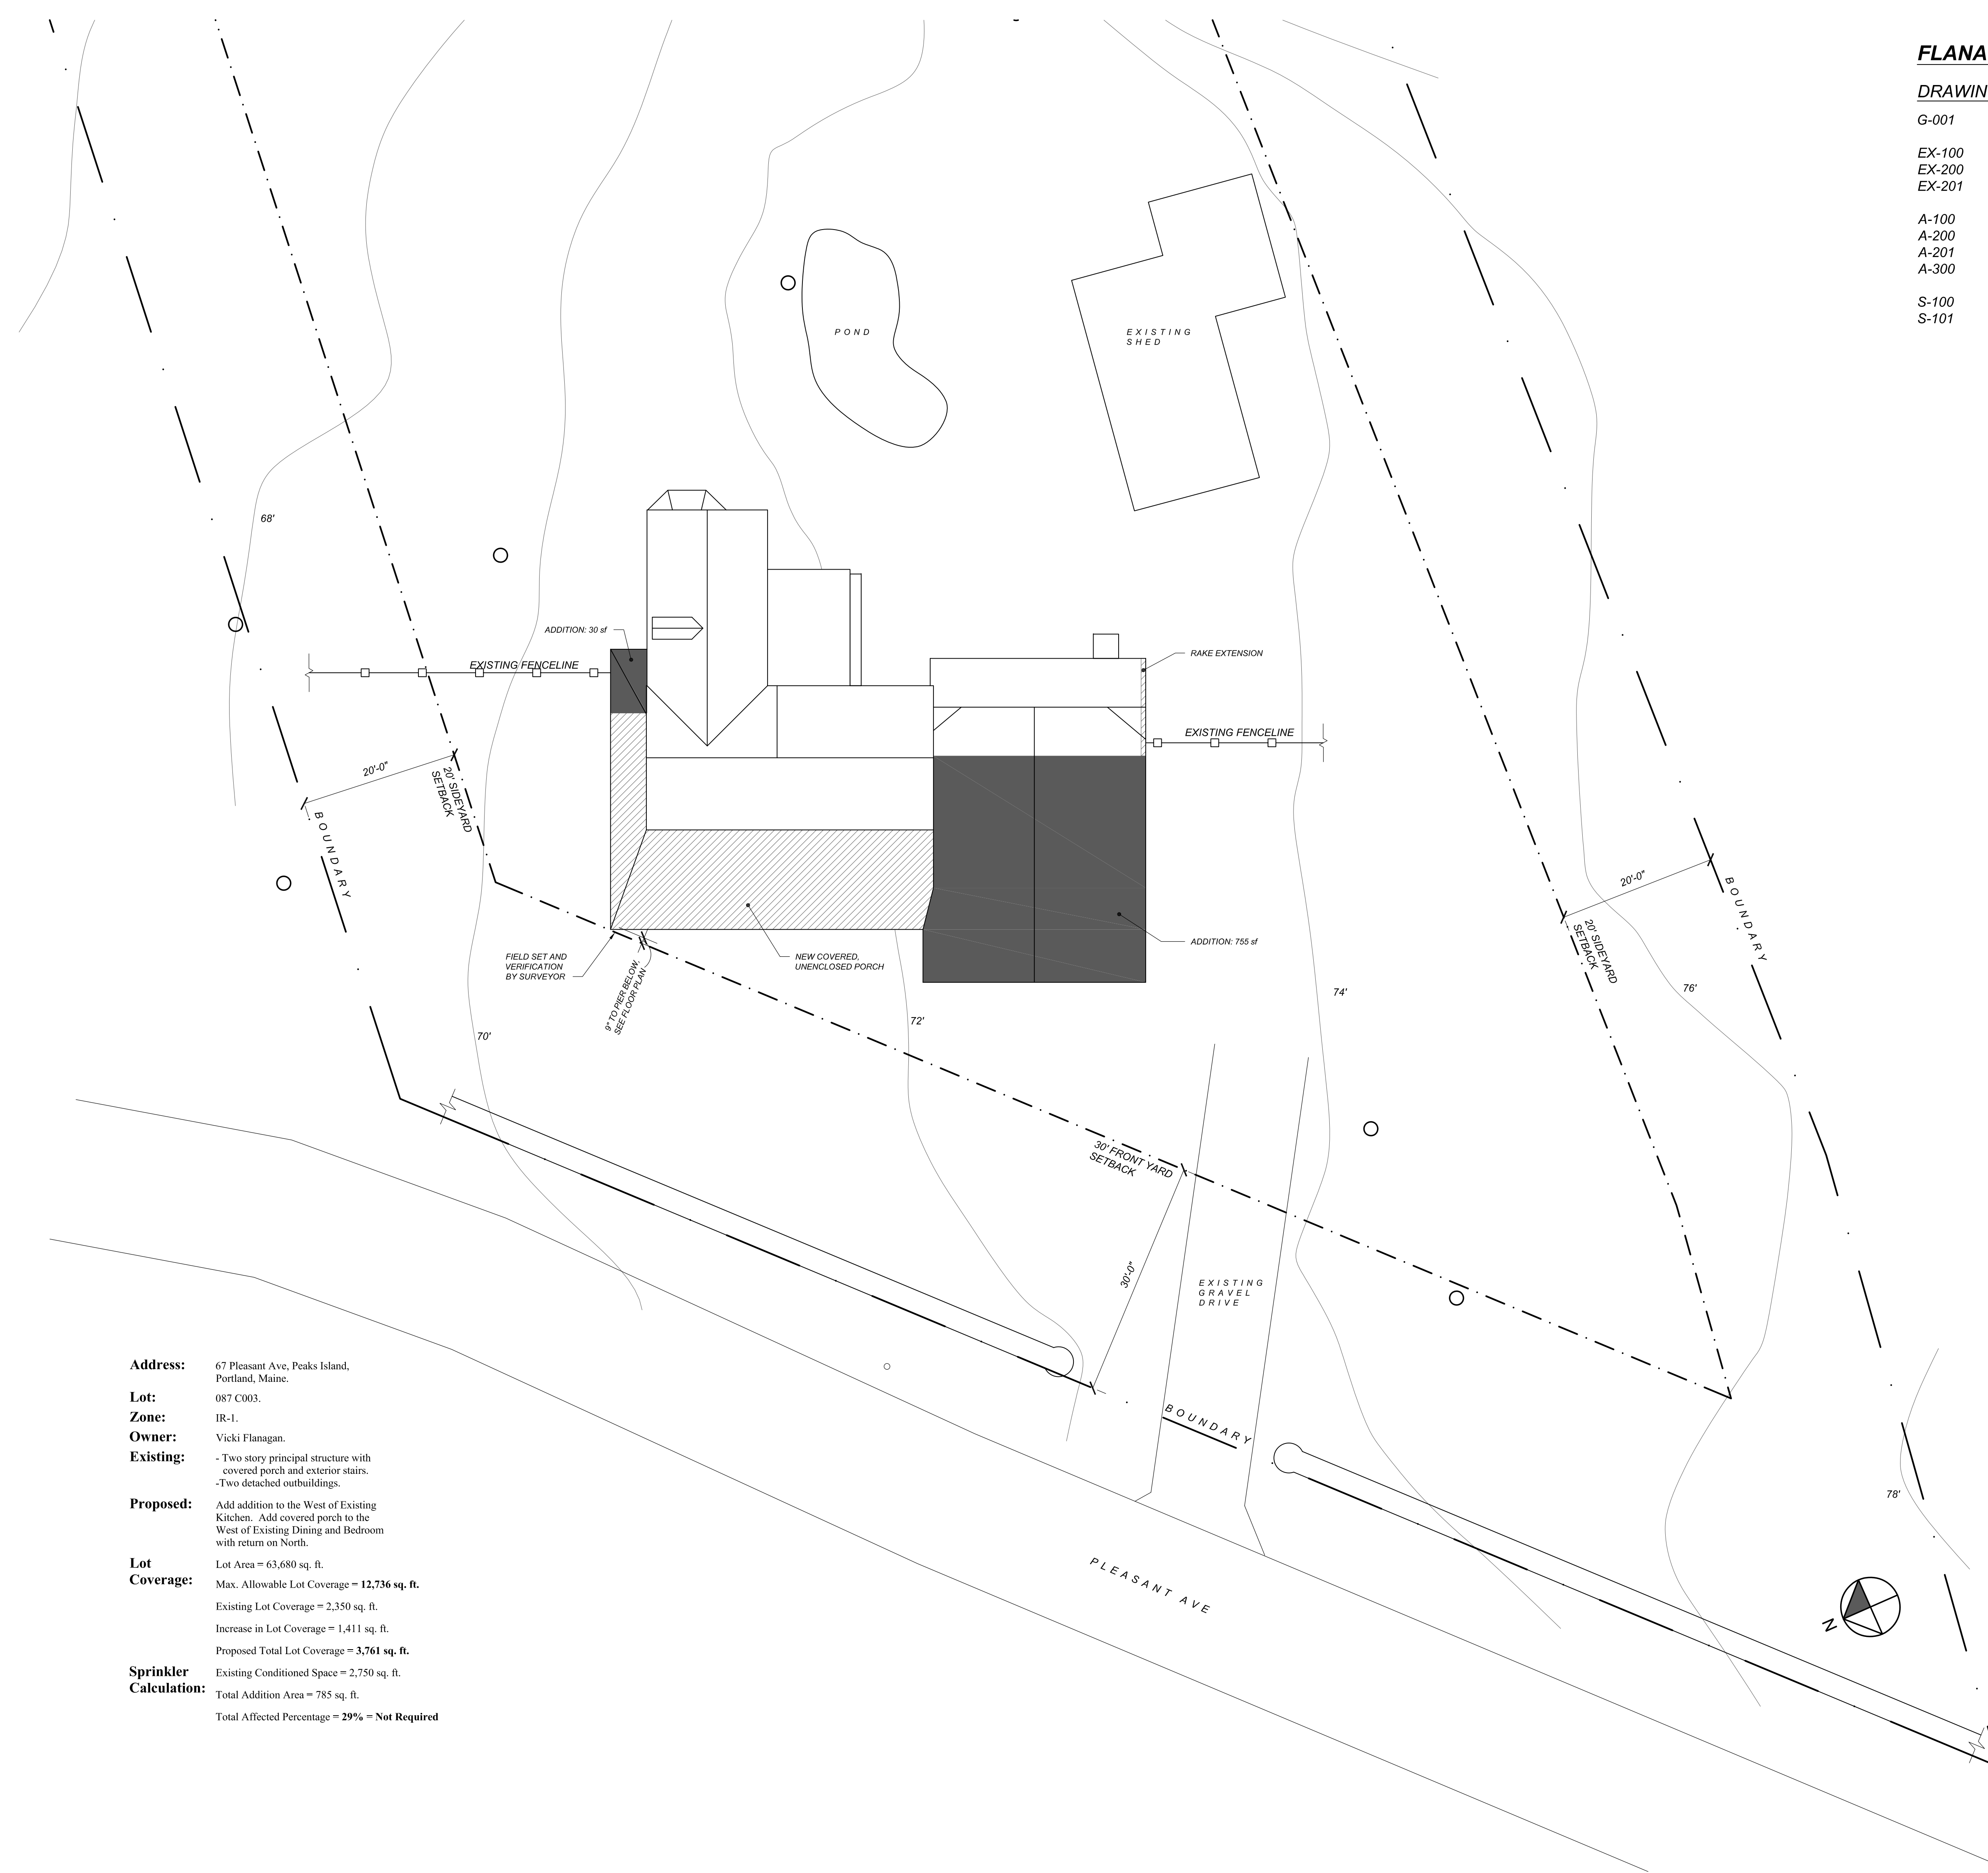 FLANA
DRAWIN
G-001
EX-100
EX-200
EX-201
A-100
A-200
A-201
A-300
S-100
S-101
POND
EXISTING
SHED
68'
ADDITION: 30 sf
EXISTING FENCELINE
RAKE EXTENSION
EXISTING FENCELINE
20'-0"
20' SIDEYARD
SETBACK
BOUNDARY
20'-0"
20' SIDEYARD
SETBACK
BOUNDARY
FIELD SET AND
VERIFICATION
BY SURVEYOR
9" TO PIER BELOW.
SEE FLOOR PLAN
NEW COVERED,
UNENCLOSED PORCH
ADDITION: 755 sf
70'
72'
74'
76'
30' FRONT YARD
SETBACK
30'-0"
EXISTING
GRAVEL
DRIVE
BOUNDARY
78'
PLEASANT AVE
N
Address: 67 Pleasant Ave, Peaks Island,
Portland, Maine.
Lot: 087 C003.
Zone: IR-1.
Owner: Vicki Flanagan.
Existing: - Two story principal structure with
covered porch and exterior stairs.
-Two detached outbuildings.
Proposed: Add addition to the West of Existing
Kitchen. Add covered porch to the
West of Existing Dining and Bedroom
with return on North.
Lot Coverage: Lot Area = 63,680 sq. ft.
Max. Allowable Lot Coverage = 12,736 sq. ft.
Existing Lot Coverage = 2,350 sq. ft.
Increase in Lot Coverage = 1,411 sq. ft.
Proposed Total Lot Coverage = 3,761 sq. ft.
Sprinkler Calculation: Existing Conditioned Space = 2,750 sq. ft.
Total Addition Area = 785 sq. ft.
Total Affected Percentage = 29% = Not Required